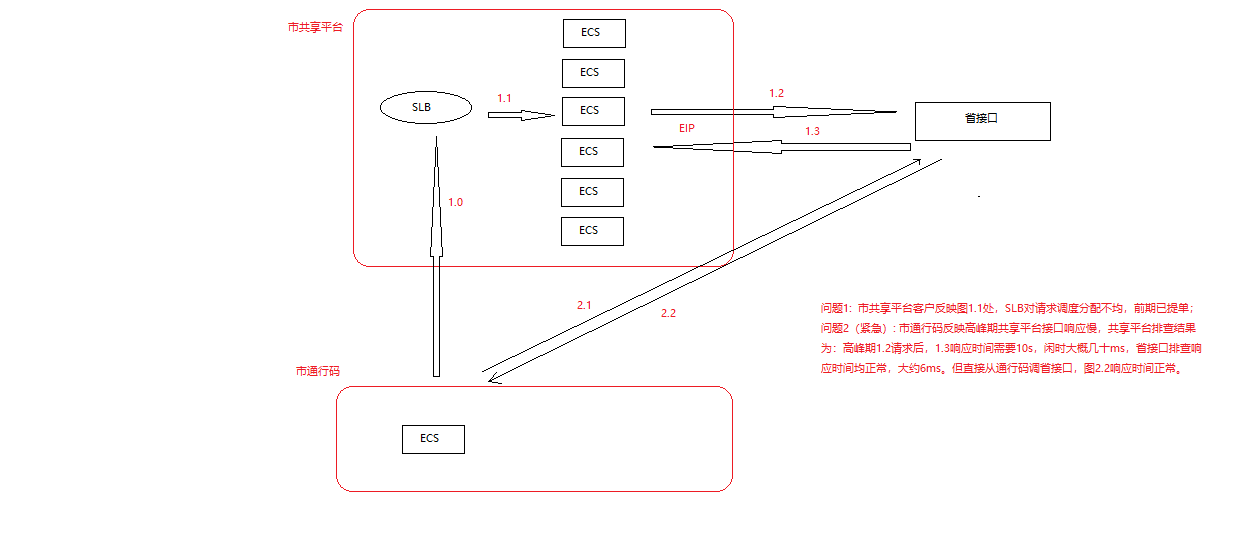 市共享平台
ECS
ECS
SLB
1.1
ECS
1.2
省接口
EIP
1.3
ECS
ECS
1.0
ECS
2.1
2.2
问题1: 市共享平台客户反映图1.1处，SLB对请求调度分配不均，前期已提单;
问题2（紧急）: 市通行码反映高峰期共享平台接口响应慢，共享平台排查结果
为: 高峰期1.2请求后，1.3响应时间需要10s，闲时大概几十ms，省接口排查响
应时间均正常，大约6ms。但直接从通行码调省接口，图2.2响应时间正常。
市通行码
ECS